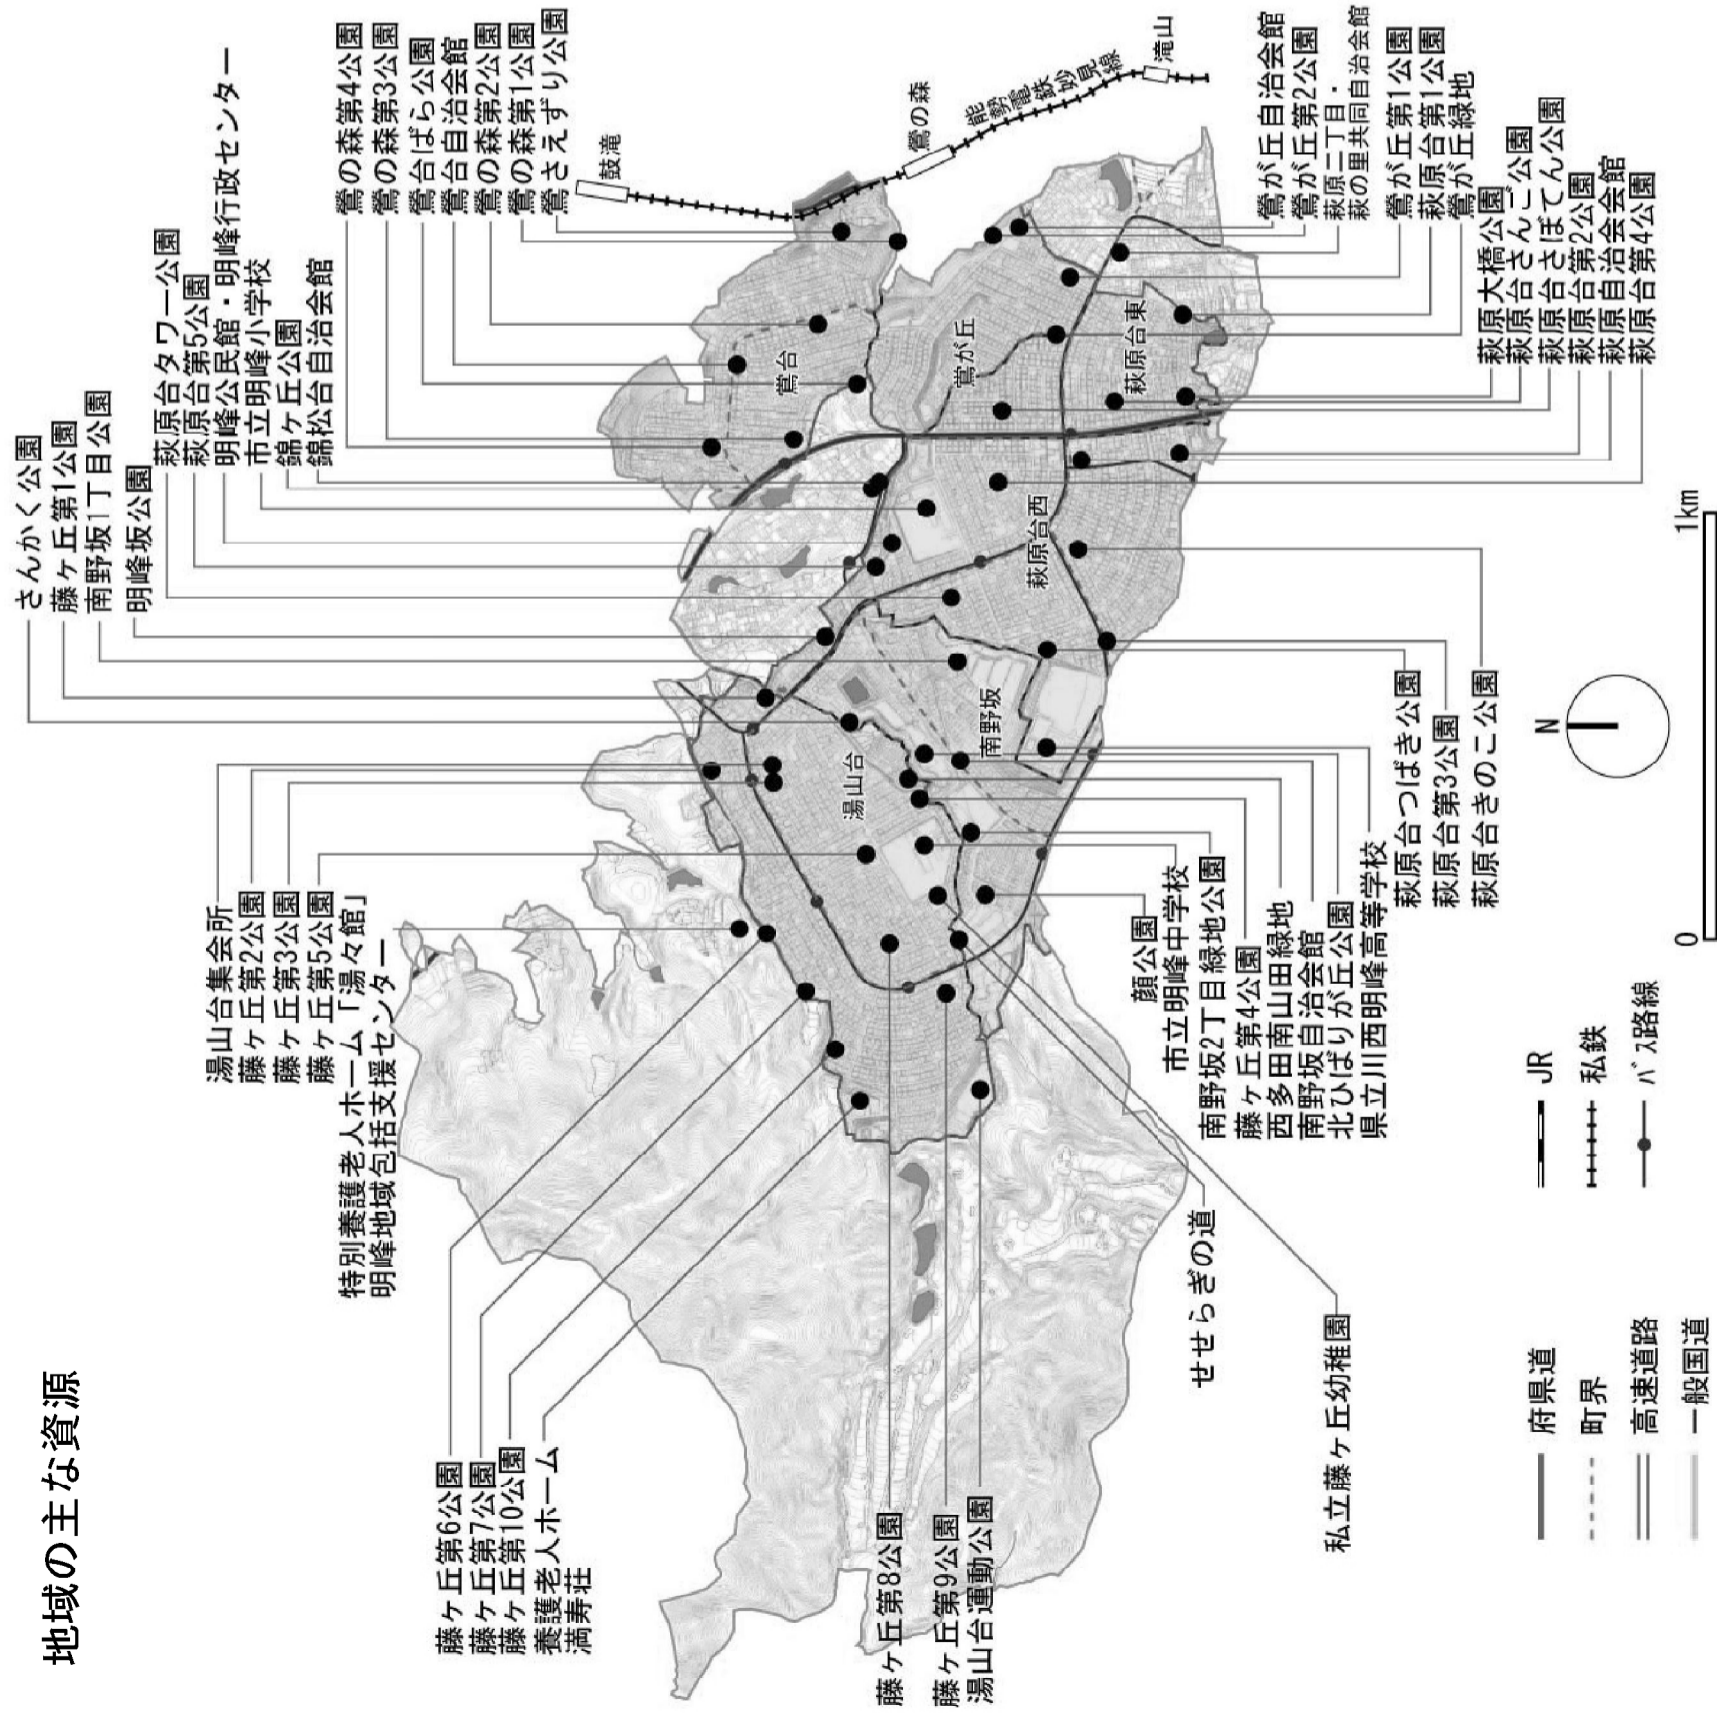 地域の主な資源
さんかく公園
藤ヶ丘第1公園
南野坂1丁目公園
明峰坂公園
萩原台タワー公園
萩原台第5公園
明峰公民館・明峰行政センター
市立明峰小学校
錦ヶ丘公園
錦松台自治会館
鶯の森第4公園
鶯の森第3公園
鶯台ばら公園
鶯台自治会館
鶯の森第2公園
鶯の森第1公園
鶯さえずり公園
湯山台集会所
藤ヶ丘第2公園
藤ヶ丘第3公園
藤ヶ丘第5公園
特別養護老人ホーム「湯々館」
明峰地域包括支援センター
藤ヶ丘第6公園
藤ヶ丘第7公園
藤ヶ丘第10公園
養護老人ホーム
満寿荘
鼓滝
鶯の森
能勢電鉄妙見線
滝山
鶯台
鶯が丘
萩原台東
萩原台西
南野坂
湯山台
藤ヶ丘第8公園
藤ヶ丘第9公園
湯山台運動公園
せせらぎの道
私立藤ヶ丘幼稚園
顔公園
市立明峰中学校
南野坂2丁目緑地公園
藤ヶ丘第4公園
西多田南山田緑地
南野坂自治会館
北ひばりが丘公園
県立川西明峰高等学校
萩原台つばき公園
萩原台第3公園
萩原台きのこ公園
鶯が丘自治会館
鶯が丘第2公園
萩原二丁目・
萩の里共同自治会館
鶯が丘第1公園
萩原台第1公園
鶯が丘緑地
萩原大橋公園
萩原台さんご公園
萩原台さぼてん公園
萩原台第2公園
萩原自治会会館
萩原台第4公園
N
府県道
町界
高速道路
一般国道
JR
私鉄
バス路線
0
1km